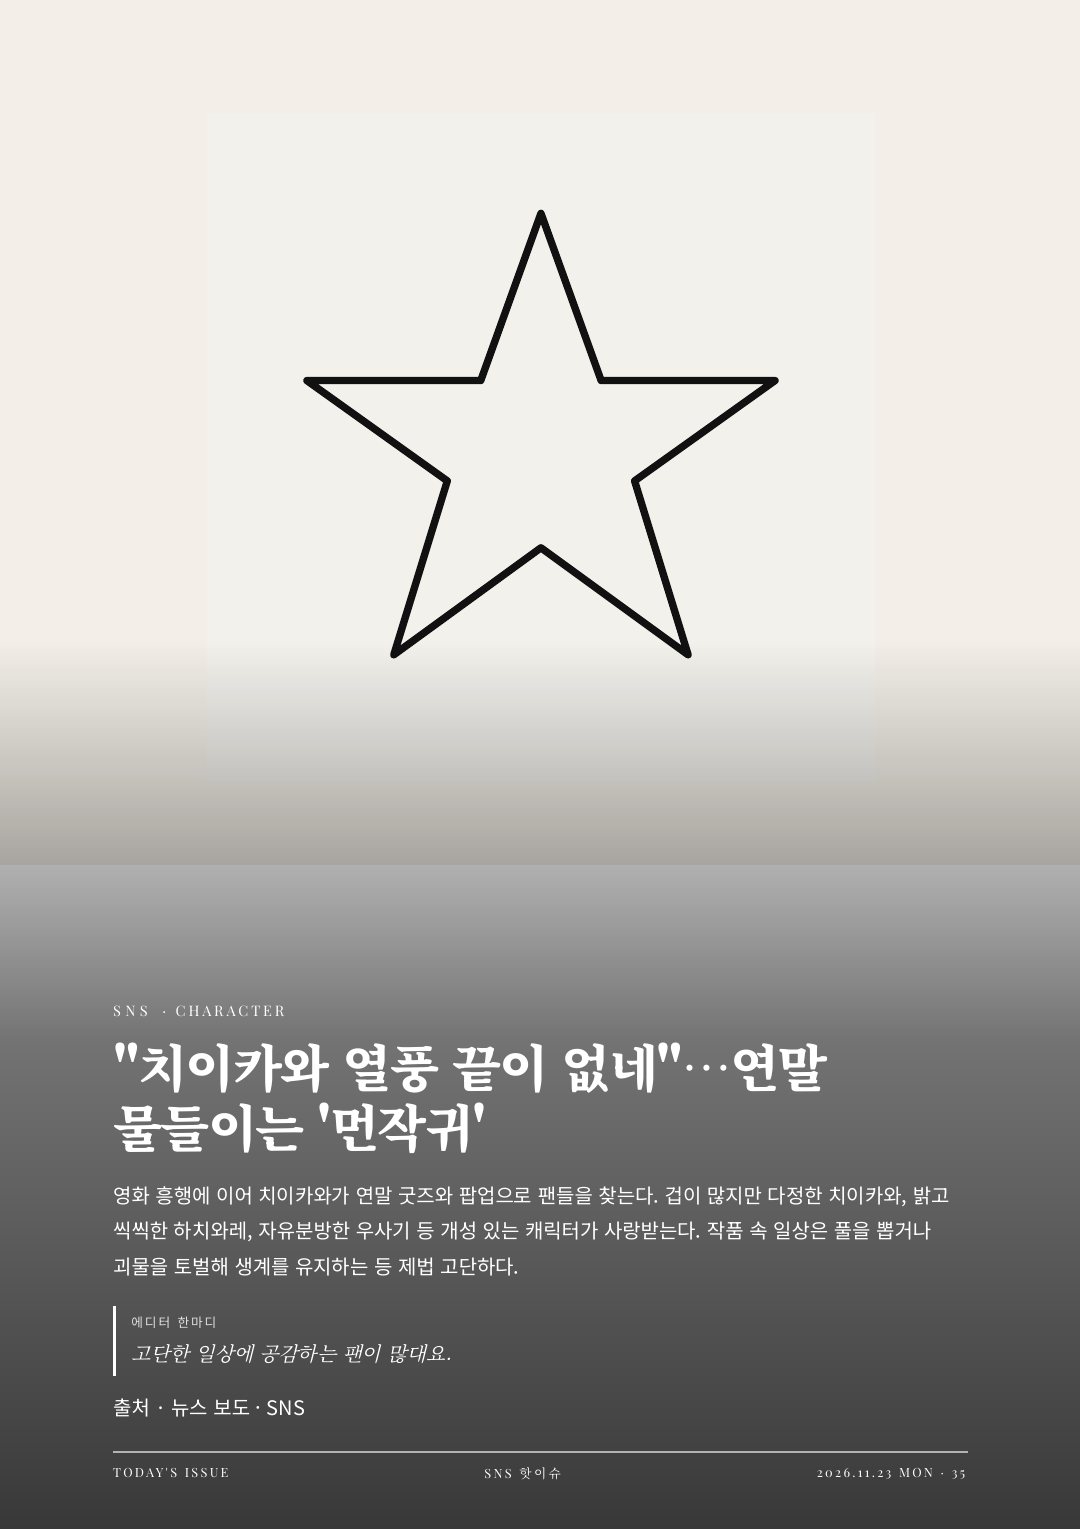 SNS · CHARACTER
"치이카와 열풍 끝이 없네"···연말
물들이는 '먼작귀'
영화 흥행에 이어 치이카와가 연말 굿즈와 팝업으로 팬들을 찾는다. 겁이 많지만 다정한 치이카와, 밝고
씩씩한 하치와레, 자유분방한 우사기 등 개성 있는 캐릭터가 사랑받는다. 작품 속 일상은 풀을 뽑거나
괴물을 토벌해 생계를 유지하는 등 제법 고단하다.
에디터 한마디
고단한 일상에 공감하는 팬이 많대요.
출처 · 뉴스 보도 · SNS
TODAY'S ISSUE
SNS 핫이슈
2026.11.23 MON · 35